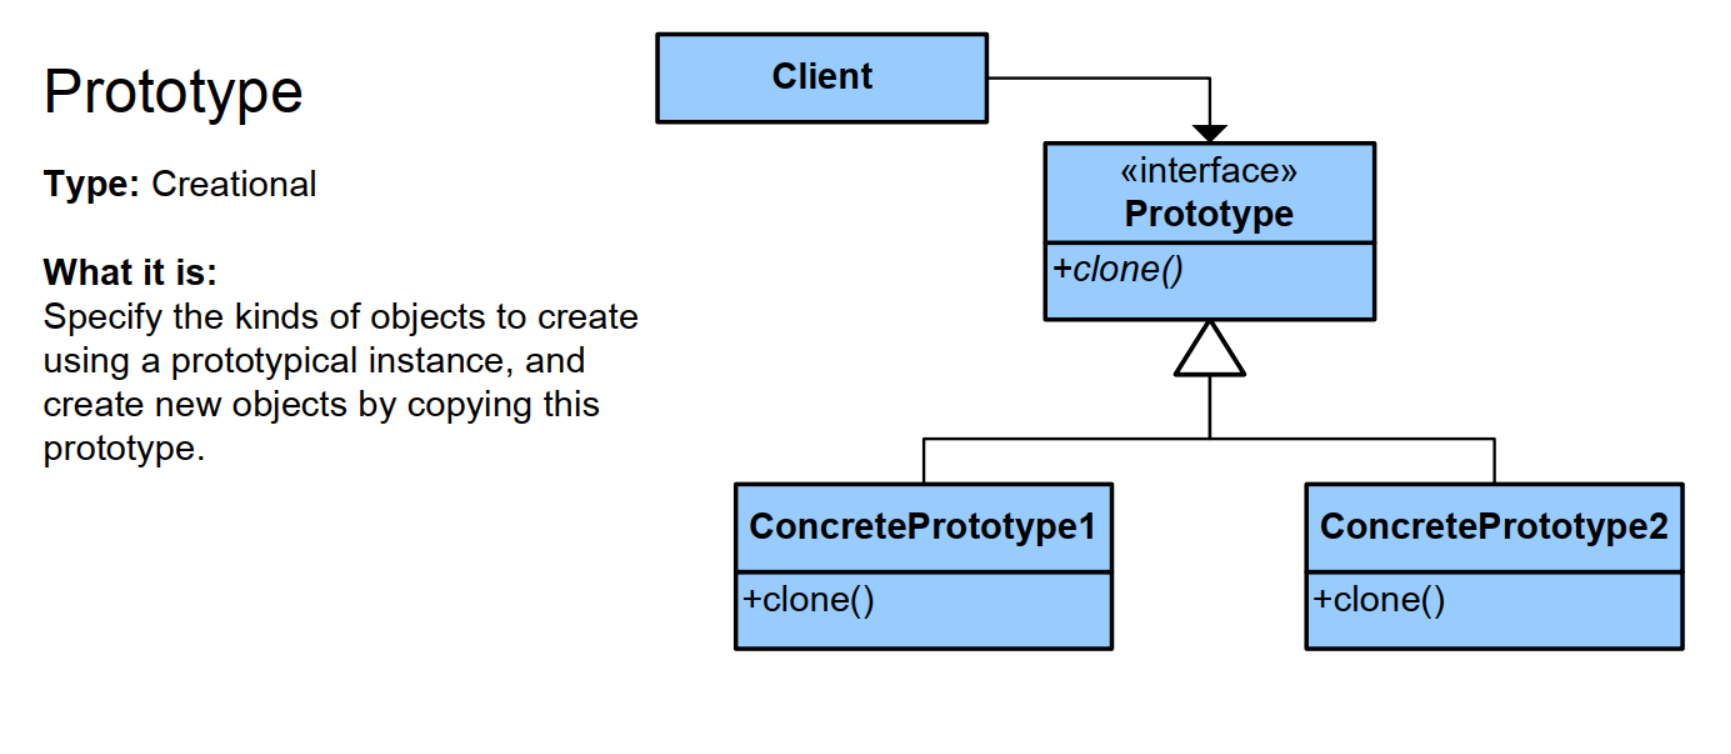 Prototype
Type: Creational
What it is:
Specify the kinds of objects to create
using a prototypical instance, and
create new objects by copying this
prototype.
Client
«interface»
Prototype
+clone()
ConcretePrototype1
+clone()
ConcretePrototype2
+clone()